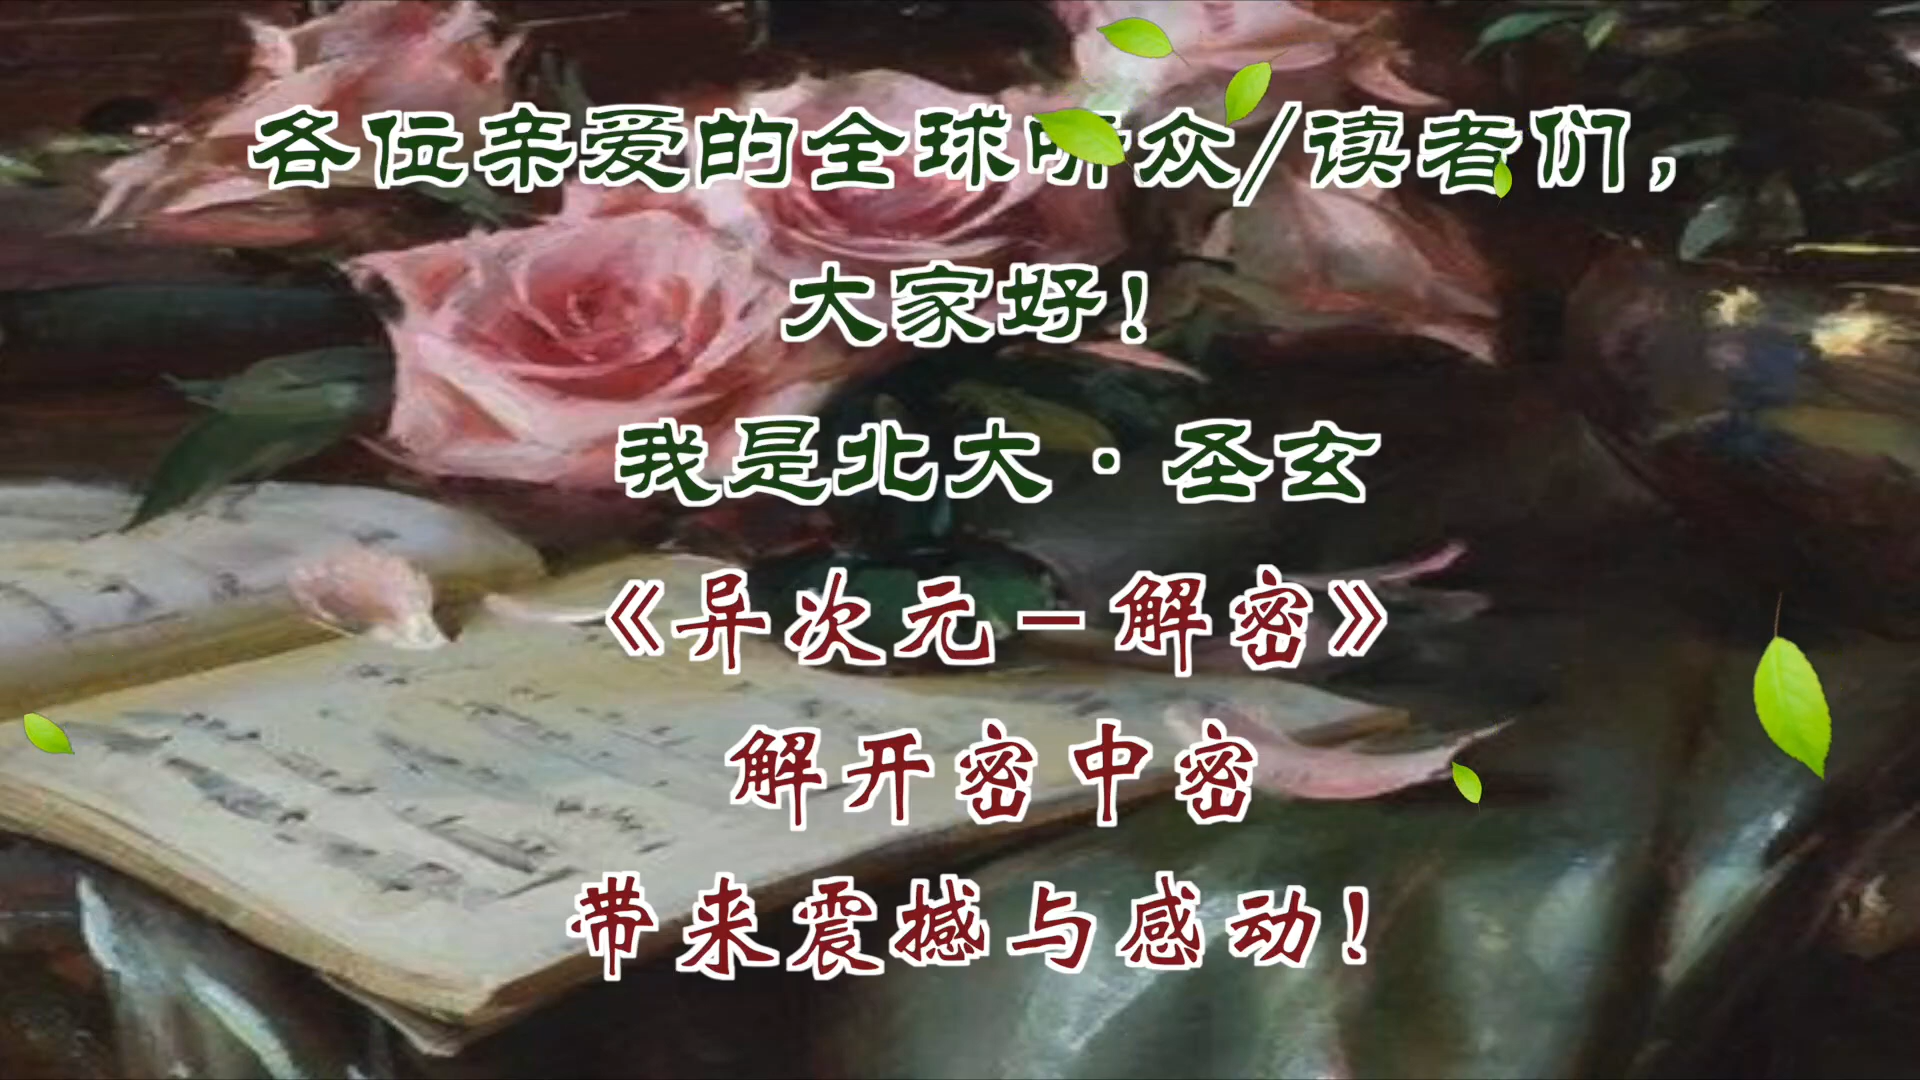 各位亲爱的全球听众/读者们，
大家好！
我是北大·圣玄
《异次元－解密》
解开密中密
带来震撼与感动！